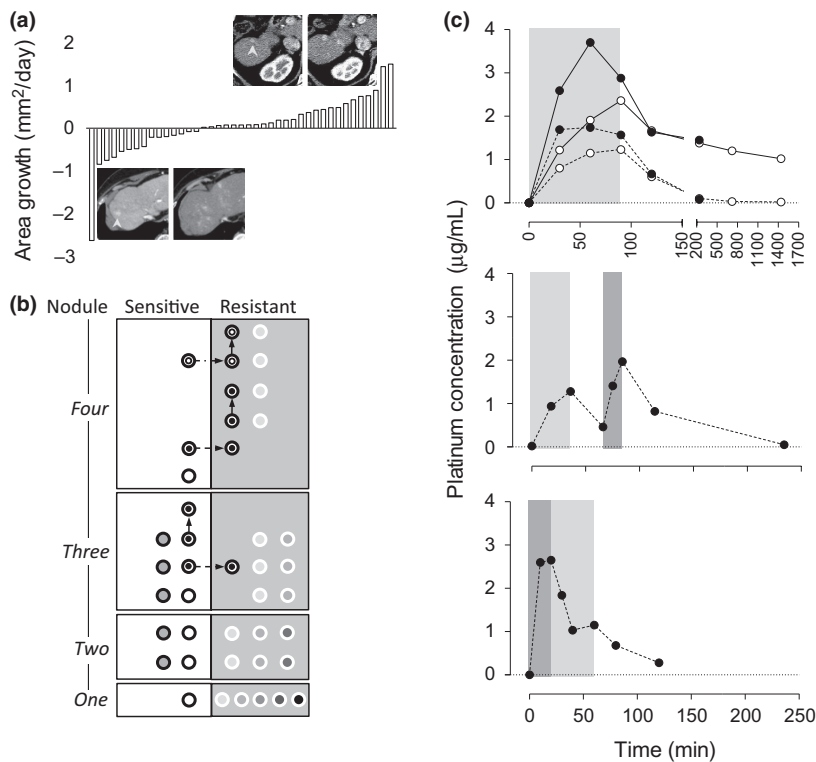 (a)
Area growth (mm²/day)
2
1
0
–1
–2
–3
(b)
Nodule Sensitive Resistant
Four
Three
Two
One
(c)
Platinum concentration (μg/mL)
4
3
2
1
0
0
50
100
150
200
500
800
1100
1400
1700
4
3
2
1
0
4
3
2
1
0
0 50 100 150 200 250
Time (min)